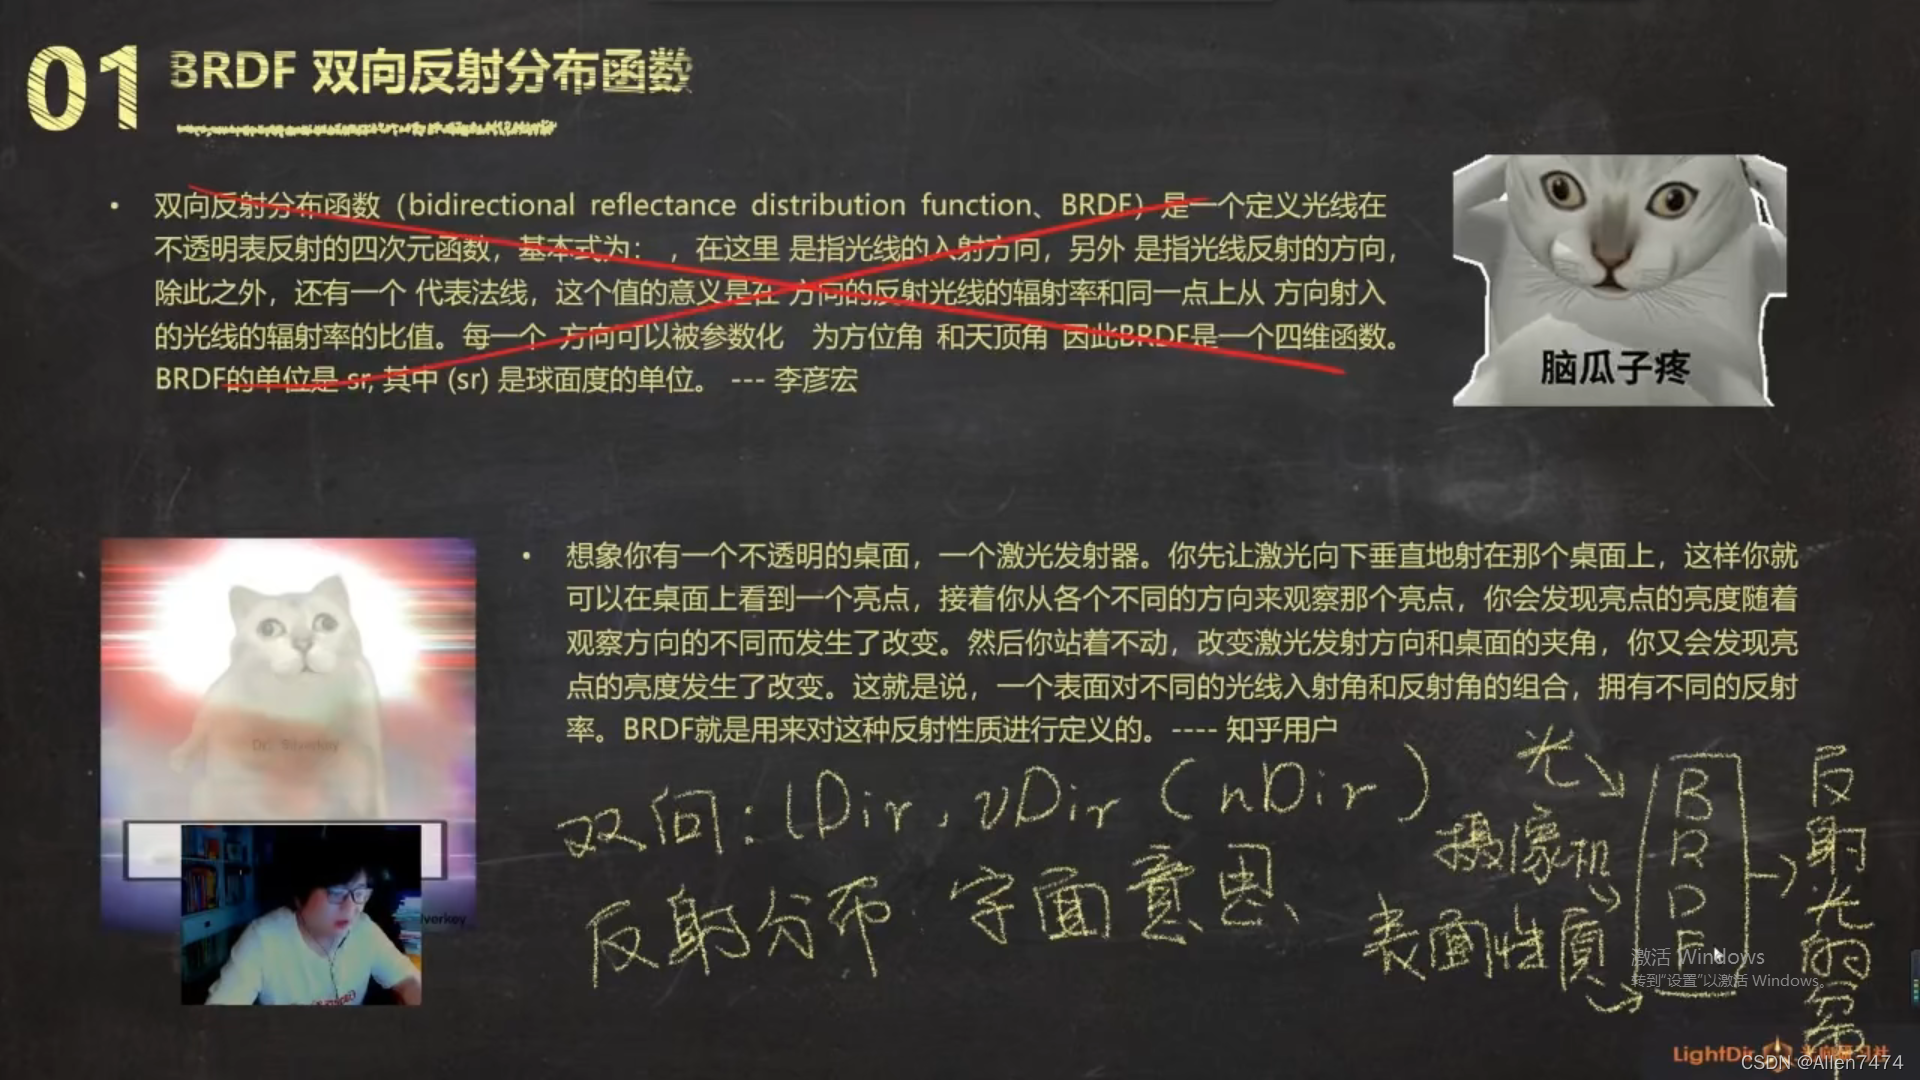 01 BRDF 双向反射分布函数
• 双向反射分布函数（bidirectional reflectance distribution function、BRDF）是一个定义光线在
不透明表反射的四次元函数，基本式为： ，在这里 是指光线的入射方向，另外 是指光线反射的方向，
除此之外，还有一个 代表法线，这个值的意义是在 方向的反射光线的辐射率和同一点上从 方向射入
的光线的辐射率的比值。每一个 方向可以被参数化 为方位角 和天顶角 因此BRDF是一个四维函数。
BRDF的单位是 sr, 其中 (sr) 是球面度的单位。 --- 李彦宏
脑瓜子疼
• 想象你有一个不透明的桌面，一个激光发射器。你先让激光向下垂直地射在那个桌面上，这样你就
可以在桌面上看到一个亮点，接着你从各个不同的方向来观察那个亮点，你会发现亮点的亮度随着
观察方向的不同而发生了改变。然后你站着不动，改变激光发射方向和桌面的夹角，你又会发现亮
点的亮度发生了改变。这就是说，一个表面对不同的光线入射角和反射角的组合，拥有不同的反射
率。BRDF就是用来对这种反射性质进行定义的。---- 知乎用户
Dr. Silverkey
lverkey
双向：lDir，vDir（nDir）
反射分布：字面意思
光
摄像机
表面性质
BRDF
反射光的分布
激活 Windows
转到"设置"以激活 Windows。
LightDir
CSDN @Allen7474